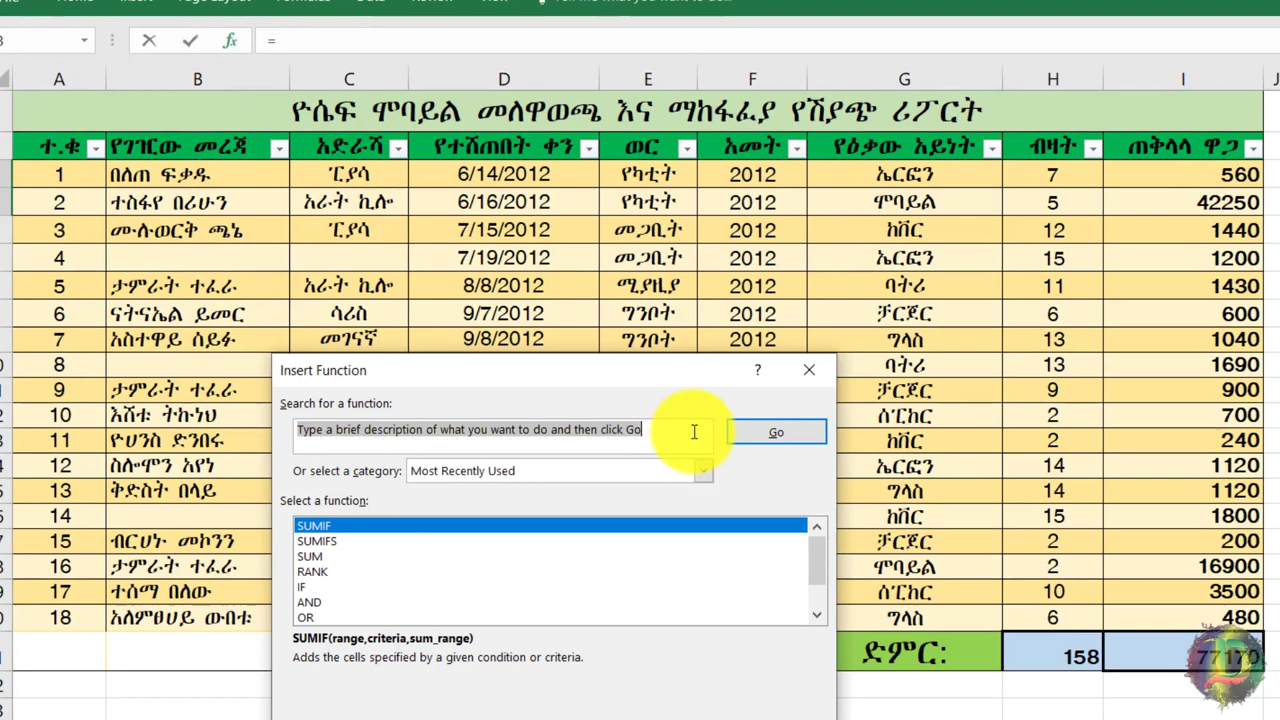 =
A B C D E F G H I
ዮሴፍ ሞባይል መለዋወጫ እና ማከፋፈያ የሽያጭ ሪፖርት
ተ.ቁ የገዢው መረጃ አድራሻ የተሸጠበት ቀን ወር አመት የዕቃው አይነት ብዛት ጠቅላላ ዋጋ
1 በለጠ ፍቃዱ ፒያሳ 6/14/2012 የካቲት 2012 ኤርፎን 7 560
2 ተስፋየ በሪሁን አራት ኪሎ 6/16/2012 የካቲት 2012 ሞባይል 5 42250
3 ሙሉወርቅ ጫኔ ፒያሳ 7/15/2012 መጋቢት 2012 ከቨር 12 1440
4 7/19/2012 መጋቢት 2012 ኤርፎን 15 1200
5 ታምራት ተፈራ አራት ኪሎ 8/8/2012 ሚያዚያ 2012 ባትሪ 11 1430
6 ናትናኤል ይመር ሳሪስ 9/7/2012 ግንቦት 2012 ቻርጀር 6 600
7 አስተዋይ ሰይፉ መገናኛ 9/8/2012 ግንቦት 2012 ግላስ 13 1040
8 ባትሪ 13 1690
9 ታምራት ተፈራ ቻርጀር 9 900
10 እሸቱ ትኩነህ ሰፒከር 2 700
11 ዮሀንስ ድንበሩ ከቨር 2 240
12 ስሎሞን አየነ ኤርፎን 14 1120
13 ቅድስት በላይ ግላስ 14 1120
14 ከቨር 15 1800
15 ብርሀኑ መኮንን ቻርጀር 2 200
16 ታምራት ተፈራ ሞባይል 2 16900
17 ተሰማ በለው ሰፒከር 10 3500
18 አለምፀሀይ ውበቱ ግላስ 6 480
ድምር: 158 77170
Insert Function
Search for a function:
Type a brief description of what you want to do and then click Go
Go
Or select a category: Most Recently Used
Select a function:
SUMIF
SUMIFS
SUM
RANK
IF
AND
OR
SUMIF(range,criteria,sum_range)
Adds the cells specified by a given condition or criteria.